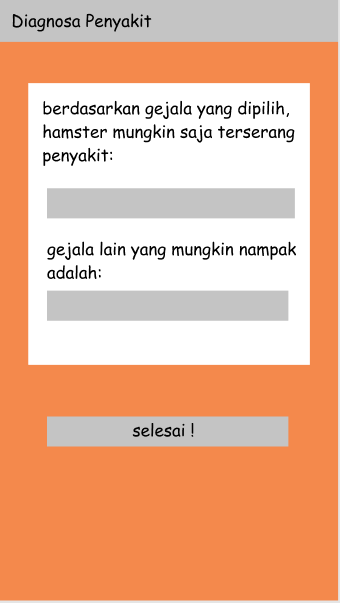 Diagnosa Penyakit
berdasarkan gejala yang dipilih,
hamster mungkin saja terserang
penyakit:
gejala lain yang mungkin nampak
adalah:
selesai !